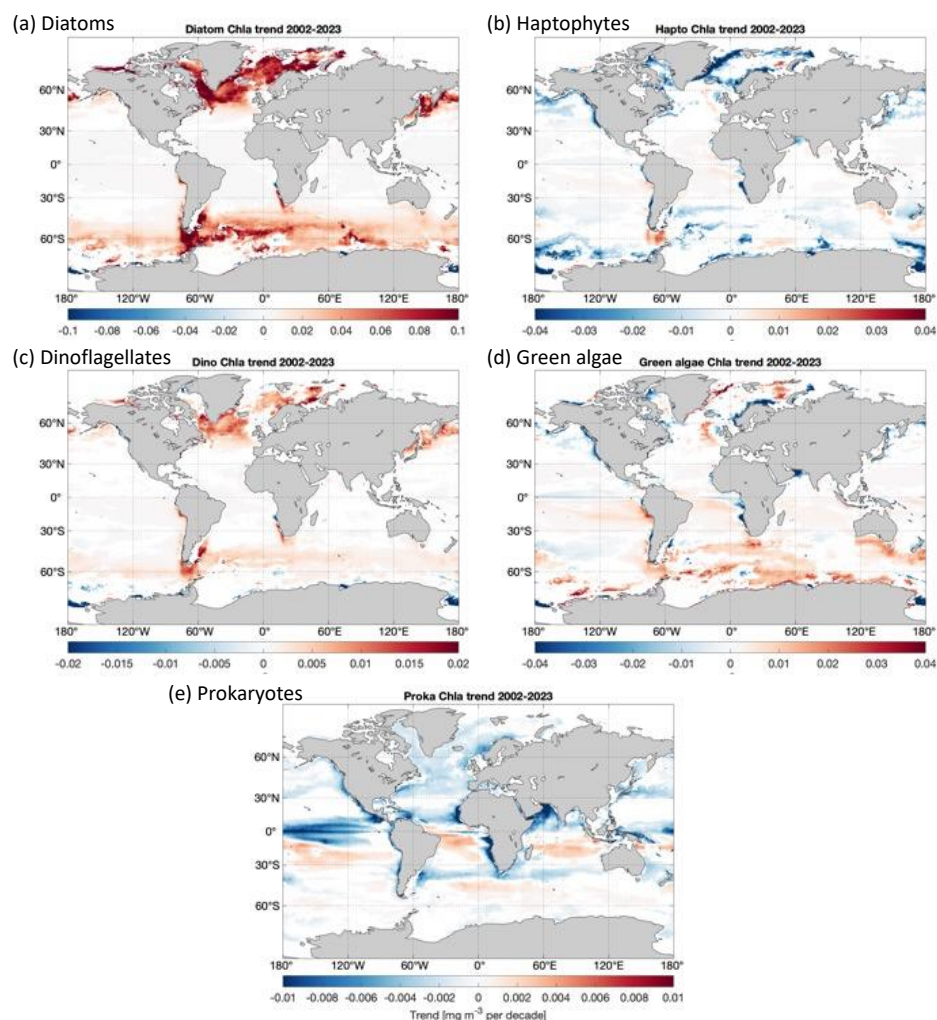 (a) Diatoms
(b) Haptophytes
Diatom Chla trend 2002-2023
Hapto Chla trend 2002-2023
60°N
30°N
0°
30°S
60°S
180° 120°W 60°W 0° 60°E 120°E 180°
-0.1 -0.08 -0.06 -0.04 -0.02 0 0.02 0.04 0.06 0.08 0.1
60°N
30°N
0°
30°S
60°S
180° 120°W 60°W 0° 60°E 120°E 180°
-0.04 -0.03 -0.02 -0.01 0 0.01 0.02 0.03 0.04
(c) Dinoflagellates
(d) Green algae
Dino Chla trend 2002-2023
Green algae Chla trend 2002-2023
60°N
30°N
0°
30°S
60°S
180° 120°W 60°W 0° 60°E 120°E 180°
-0.02 -0.015 -0.01 -0.005 0 0.005 0.01 0.015 0.02
60°N
30°N
0°
30°S
60°S
180° 120°W 60°W 0° 60°E 120°E 180°
-0.04 -0.03 -0.02 -0.01 0 0.01 0.02 0.03 0.04
(e) Prokaryotes
Proka Chla trend 2002-2023
60°N
30°N
0°
30°S
60°S
180° 120°W 60°W 0° 60°E 120°E 180°
-0.01 -0.008 -0.006 -0.004 -0.002 0 0.002 0.004 0.006 0.008 0.01
Trend [mg m⁻³ per decade]